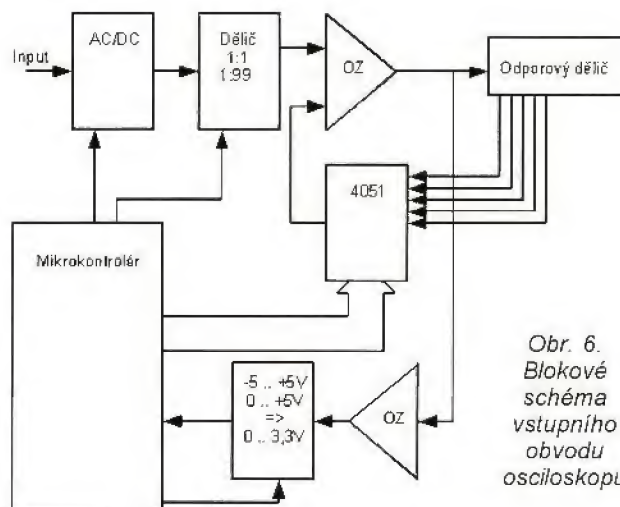 Input
AC/DC
Dělič
1:1
1:99
OZ
Odporový dělič
4051
Mikrokontrolár
-5 .. +5V
0 .. +5V
=>
0 .. 3,3V
OZ
Obr. 6.
Blokové
schéma
vstupního
obvodu
osciloskopu